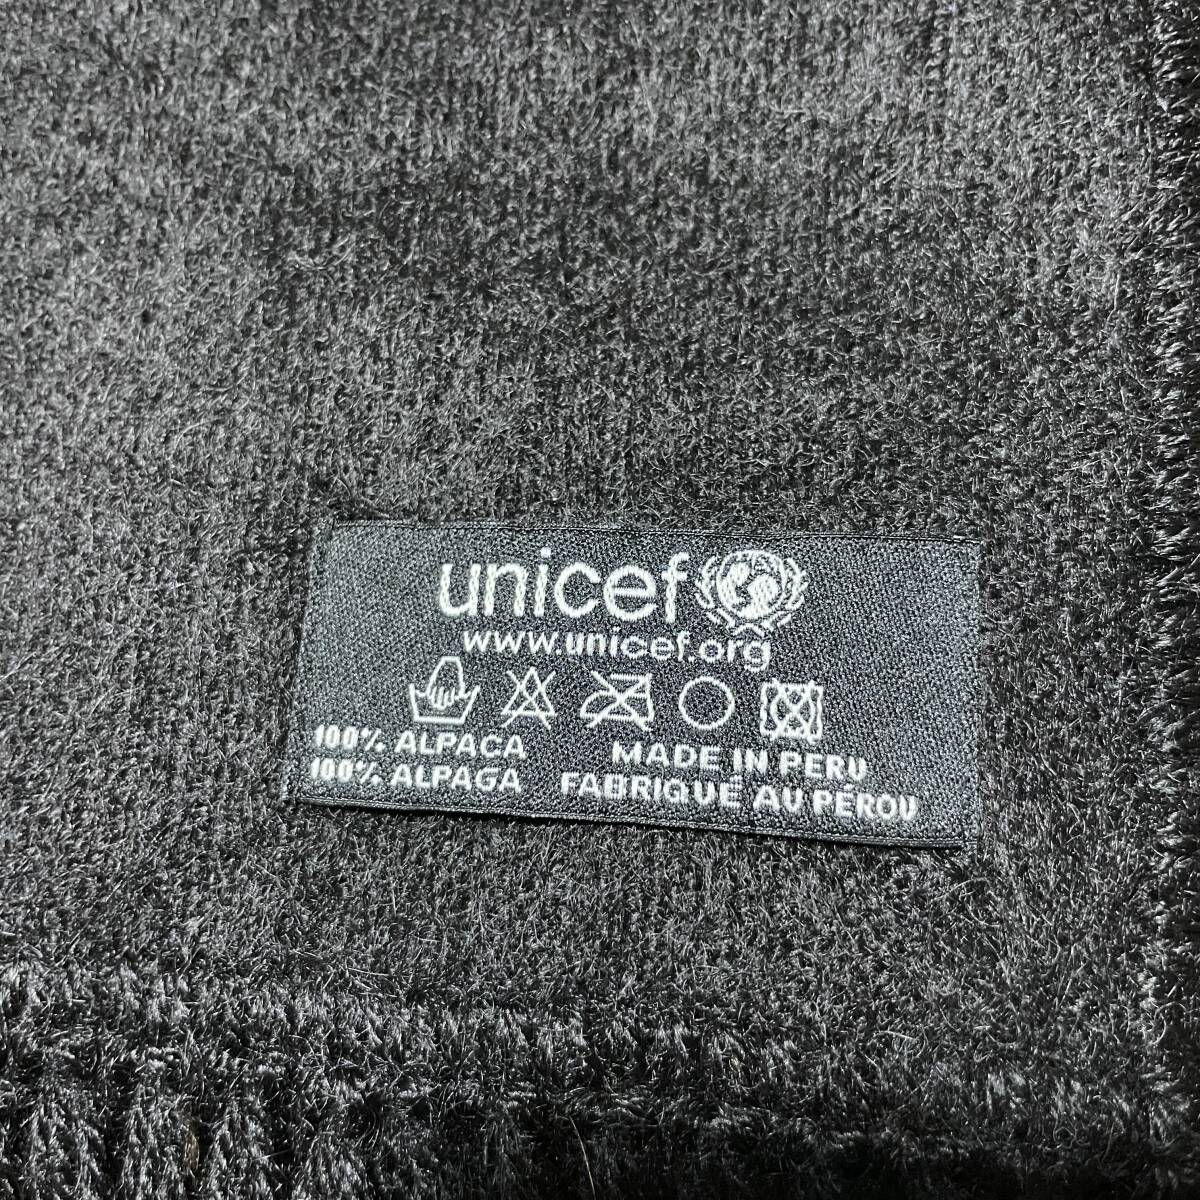 unicef
www.unicef.org
100% ALPACA
100% ALPAGA
MADE IN PERU
FABRIQUÉ AU PÉROU